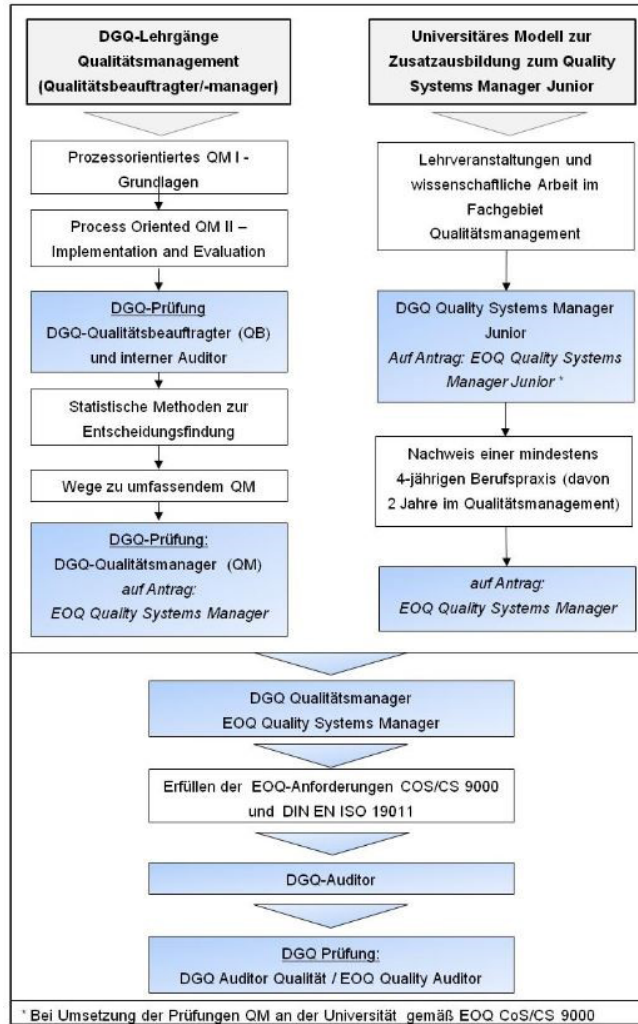 DGQ-Lehrgänge
Qualitätsmanagement
(Qualitätsbeauftragter/-manager)
Prozessorientiertes QM I -
Grundlagen
Process Oriented QM II –
Implementation and Evaluation
DGQ-Prüfung
DGQ-Qualitätsbeauftragter (QB)
und interner Auditor
Statistische Methoden zur
Entscheidungsfindung
Wege zu umfassendem QM
DGQ-Prüfung:
DGQ-Qualitätsmanager (QM)
auf Antrag:
EOQ Quality Systems Manager
Universitäres Modell zur
Zusatzausbildung zum Quality
Systems Manager Junior
Lehrveranstaltungen und
wissenschaftliche Arbeit im
Fachgebiet
Qualitätsmanagement
DGQ Quality Systems Manager
Junior
Auf Antrag: EOQ Quality Systems
Manager Junior *
Nachweis einer mindestens
4-jährigen Berufspraxis (davon
2 Jahre im Qualitätsmanagement)
auf Antrag:
EOQ Quality Systems Manager
DGQ Qualitätsmanager
EOQ Quality Systems Manager
Erfüllen der EOQ-Anforderungen COS/CS 9000
und DIN EN ISO 19011
DGQ-Auditor
DGQ Prüfung:
DGQ Auditor Qualität / EOQ Quality Auditor
* Bei Umsetzung der Prüfungen QM an der Universität gemäß EOQ CoS/CS 9000